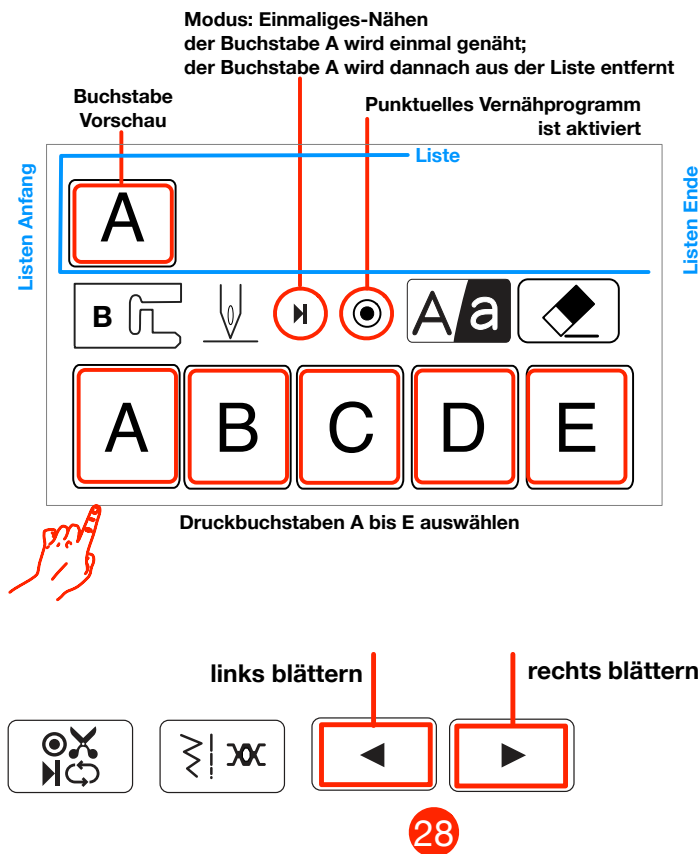 Modus: Einmaliges-Nähen
der Buchstabe A wird einmal genäht;
der Buchstabe A wird dannach aus der Liste entfernt
Buchstabe
Vorschau
Punktuelles Vernähprogramm
ist aktiviert
Liste
Listen Anfang
Listen Ende
A
B
A a
A B C D E
Druckbuchstaben A bis E auswählen
links blättern
rechts blättern
28